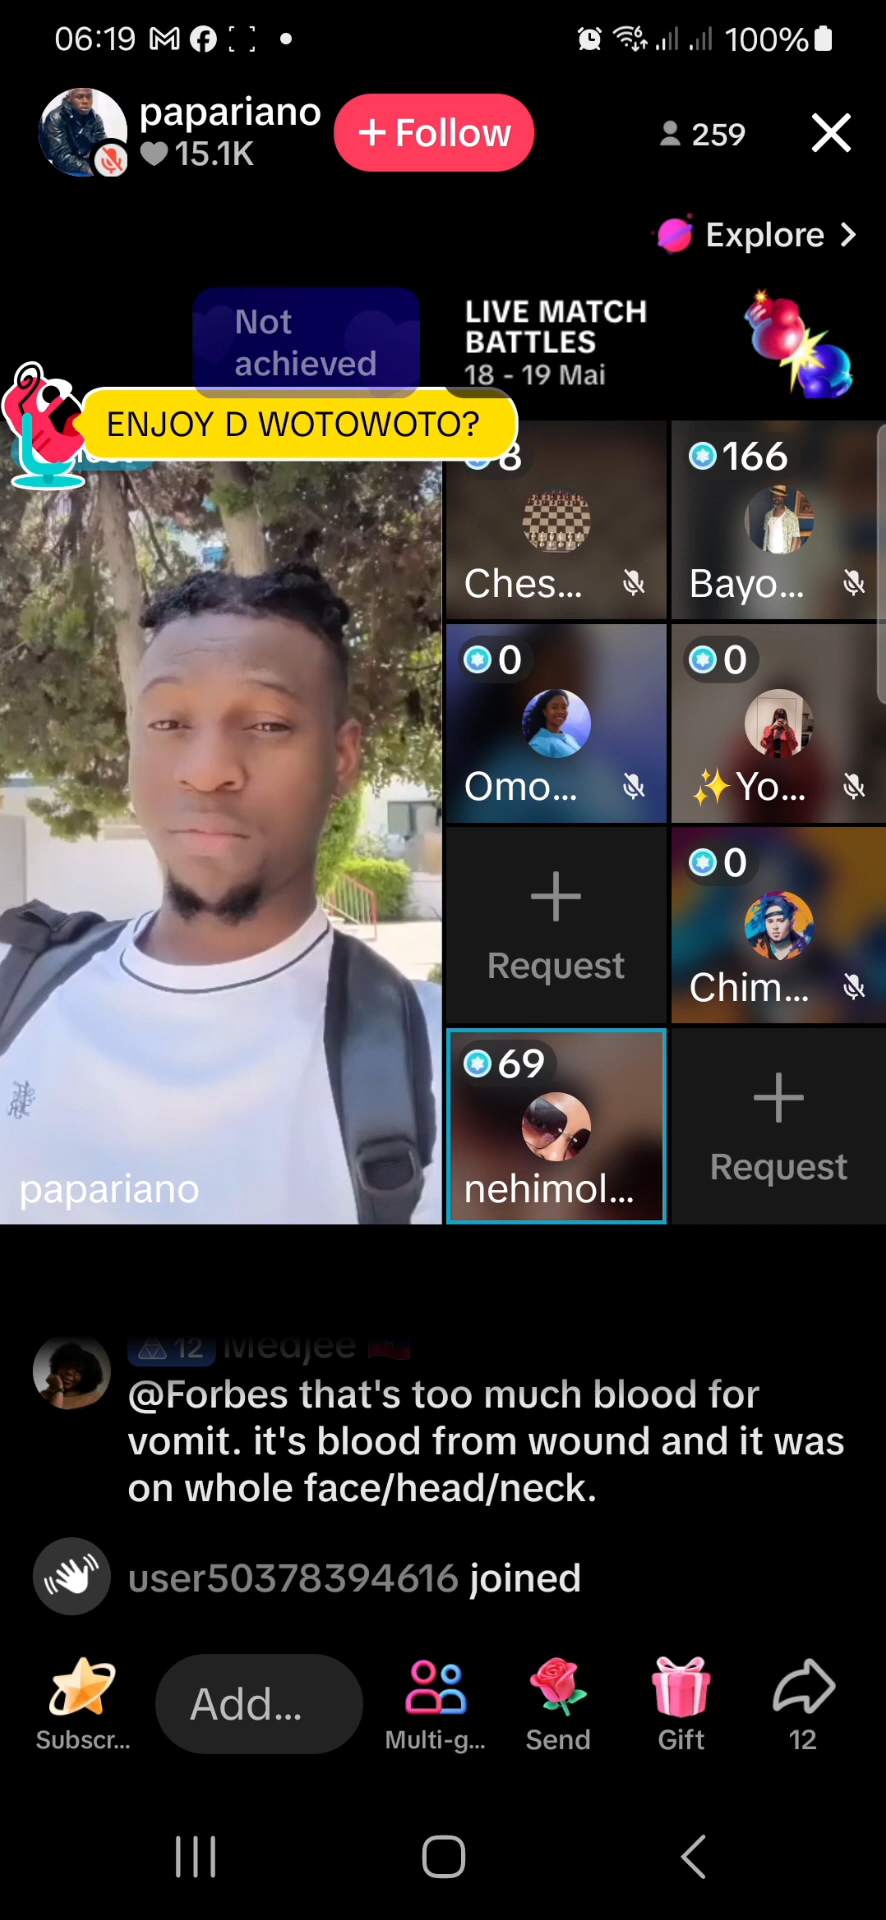 06:19
100%
papariano
15.1K
+ Follow
259
Explore
Not
achieved
LIVE MATCH
BATTLES
18 - 19 Mai
ENJOY D WOTOWOTO?
8
166
Ches...
Bayo...
0
0
Omo...
✨Yo...
0
Request
Chim...
69
nehimol...
Request
papariano
12 Medjee
@Forbes that's too much blood for
vomit. it's blood from wound and it was
on whole face/head/neck.
user50378394616 joined
Add...
Subscr...
Multi-g...
Send
Gift
12